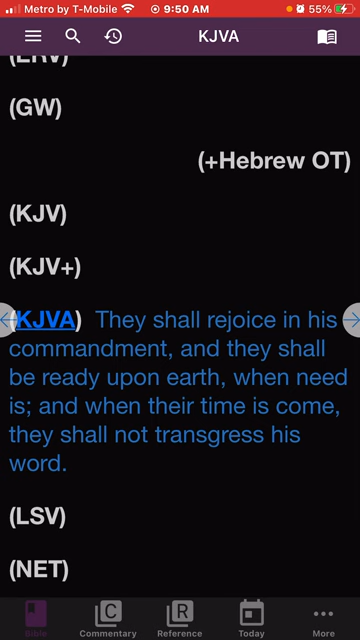 Metro by T-Mobile 9:50 AM 55%
KJVA
(ERV)
(GW)
(+Hebrew OT)
(KJV)
(KJV+)
(KJVA) They shall rejoice in his
commandment, and they shall
be ready upon earth, when need
is; and when their time is come,
they shall not transgress his
word.
(LSV)
(NET)
C R
Bible Commentary Reference Today More